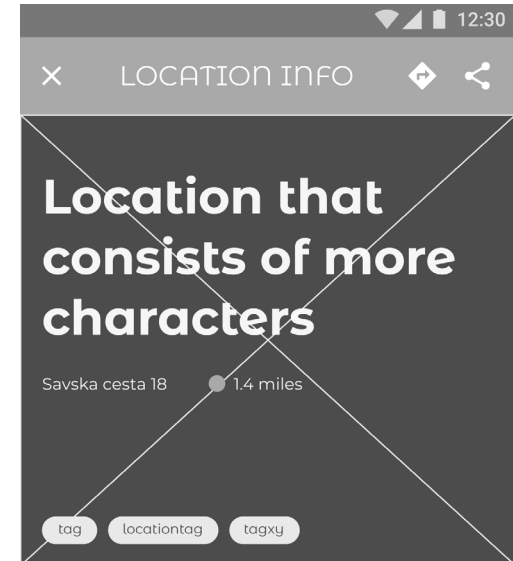 12:30
LOCATION INFO
Location that
consists of more
characters
Savska cesta 18 1.4 miles
tag locationtag tagxy